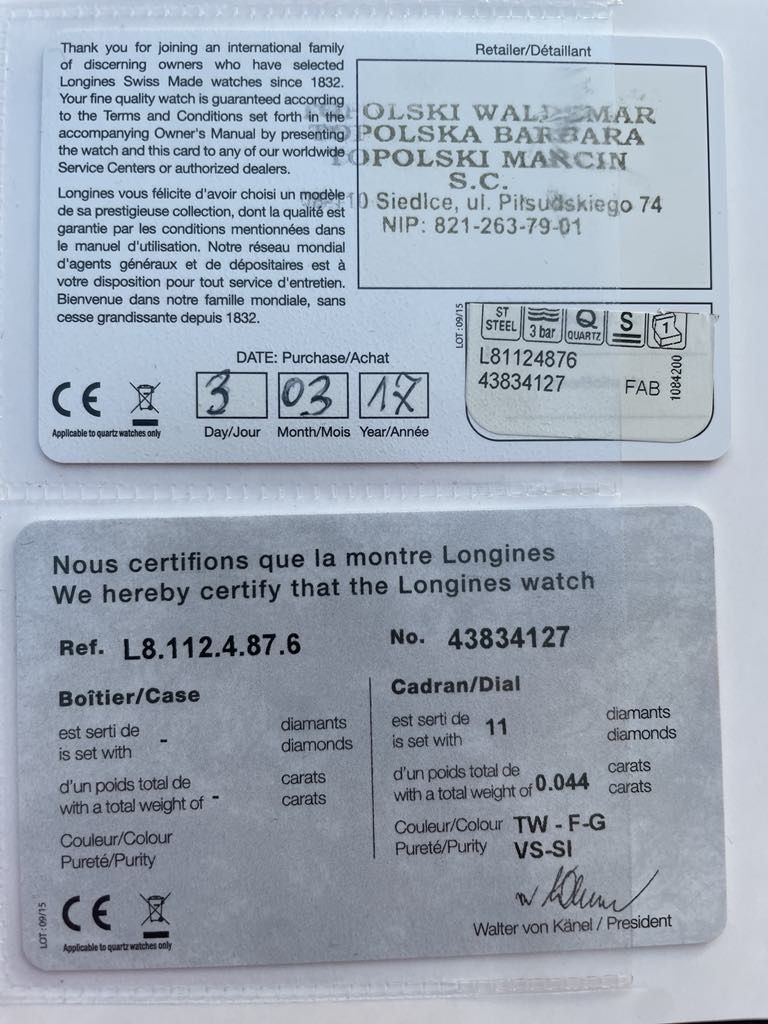 Thank you for joining an international family
of discerning owners who have selected
Longines Swiss Made watches since 1832.
Your fine quality watch is guaranteed according
to the Terms and Conditions set forth in the
accompanying Owner's Manual by presenting
the watch and this card to any of our worldwide
Service Centers or authorized dealers.
Longines vous félicite d'avoir choisi un modèle
de sa prestigieuse collection, dont la qualité est
garantie par les conditions mentionnées dans
le manuel d'utilisation. Notre réseau mondial
d'agents généraux et de dépositaires est à
votre disposition pour tout service d'entretien.
Bienvenue dans notre famille mondiale, sans
cesse grandissante depuis 1832.
Retailer/Détaillant
TOPOLSKI WALDEMAR
TOPOLSKA BARBARA
TOPOLSKI MARCIN
S.C.
Siedlce, ul. Piłsudskiego 74
NIP: 821-263-79-01
LOT: 09/15
ST
STEEL
3 bar
Q
QUARTZ
S
1
L81124876
43834127
FAB
1084200
DATE: Purchase/Achat
3 03 17
Day/Jour Month/Mois Year/Année
CE
Applicable to quartz watches only
Nous certifions que la montre Longines
We hereby certify that the Longines watch
Ref. L8.112.4.87.6
No. 43834127
Boîtier/Case
est serti de
is set with -
diamants
diamonds
d'un poids total de
with a total weight of -
carats
carats
Couleur/Colour
Pureté/Purity
Cadran/Dial
est serti de
is set with 11
diamants
diamonds
d'un poids total de
with a total weight of 0.044
carats
carats
Couleur/Colour TW - F-G
Pureté/Purity VS-SI
Walter von Känel / President
LOT: 09/15
CE
Applicable to quartz watches only